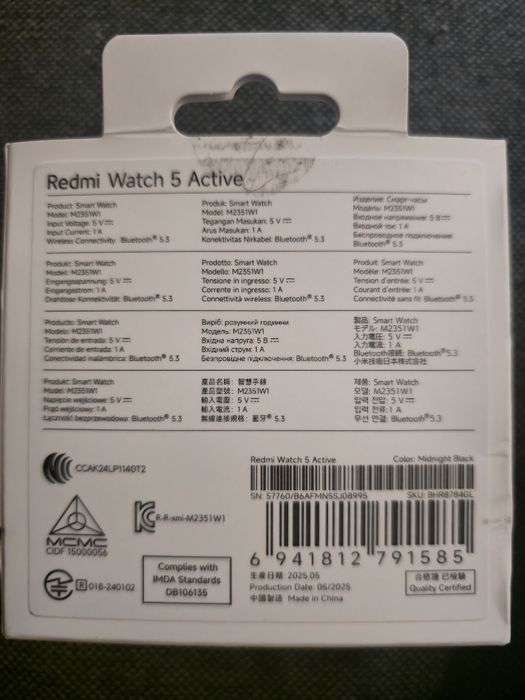 Redmi Watch 5 Active
Product: Smart Watch
Model: M2351W1
Input Voltage: 5 V⎓
Input Current: 1 A
Wireless Connectivity: Bluetooth® 5.3
Produk: Smart Watch
Model: M2351W1
Tegangan Masukan: 5 V⎓
Arus Masukan: 1 A
Konektivitas Nirkabel: Bluetooth® 5.3
Изделие: Смарт-часы
Модель: M2351W1
Входное напряжение: 5 В⎓
Входной ток: 1 А
Беспроводное подключение:
Bluetooth® 5.3
Produkt: Smart Watch
Modell: M2351W1
Eingangsspannung: 5 V⎓
Eingangsstrom: 1 A
Drahtlose Konnektivität: Bluetooth® 5.3
Prodotto: Smart Watch
Modello: M2351W1
Tensione in ingresso: 5 V⎓
Corrente in ingresso: 1 A
Connettività wireless: Bluetooth® 5.3
Produit: Smart Watch
Modèle: M2351W1
Tension d'entrée: 5 V⎓
Courant d'entrée: 1 A
Connectivité sans fil: Bluetooth® 5.3
Producto: Smart Watch
Modelo: M2351W1
Tensión de entrada: 5 V⎓
Corriente de entrada: 1 A
Conectividad inalámbrica: Bluetooth® 5.3
Виріб: розумний годинник
Модель: M2351W1
Вхідна напруга: 5 В⎓
Вхідний струм: 1 А
Безпровідне підключення: Bluetooth® 5.3
製品: Smart Watch
モデル: M2351W1
入力電圧: 5 V⎓
入力電流: 1 A
Bluetooth接続: Bluetooth®5.3
小米技術日本株式会社
Produkt: Smart Watch
Model: M2351W1
Napięcie wejściowe: 5 V⎓
Prąd wejściowy: 1 A
Łączność bezprzewodowa: Bluetooth® 5.3
產品名稱: 智慧手錶
產品型號: M2351W1
輸入電壓: 5 V⎓
輸入電流: 1 A
無線連接規格: 藍牙® 5.3
제품: Smart Watch
모델: M2351W1
입력 전압: 5 V⎓
입력 전류: 1 A
무선 연결: Bluetooth® 5.3
CCAK24LP1140T2
MCMC
CIDF 15000056
R-R-xmi-M2351W1
R 018-240102
Complies with
IMDA Standards
DB106135
Redmi Watch 5 Active
Color: Midnight Black
SN: 57760/B6AFMN5SJ08995
SKU: BHR8784GL
6 941812 791585
生産日期 2025.05
Production Date: 05/2025
中國製造 Made in China
合格證 已檢驗
Quality Certified